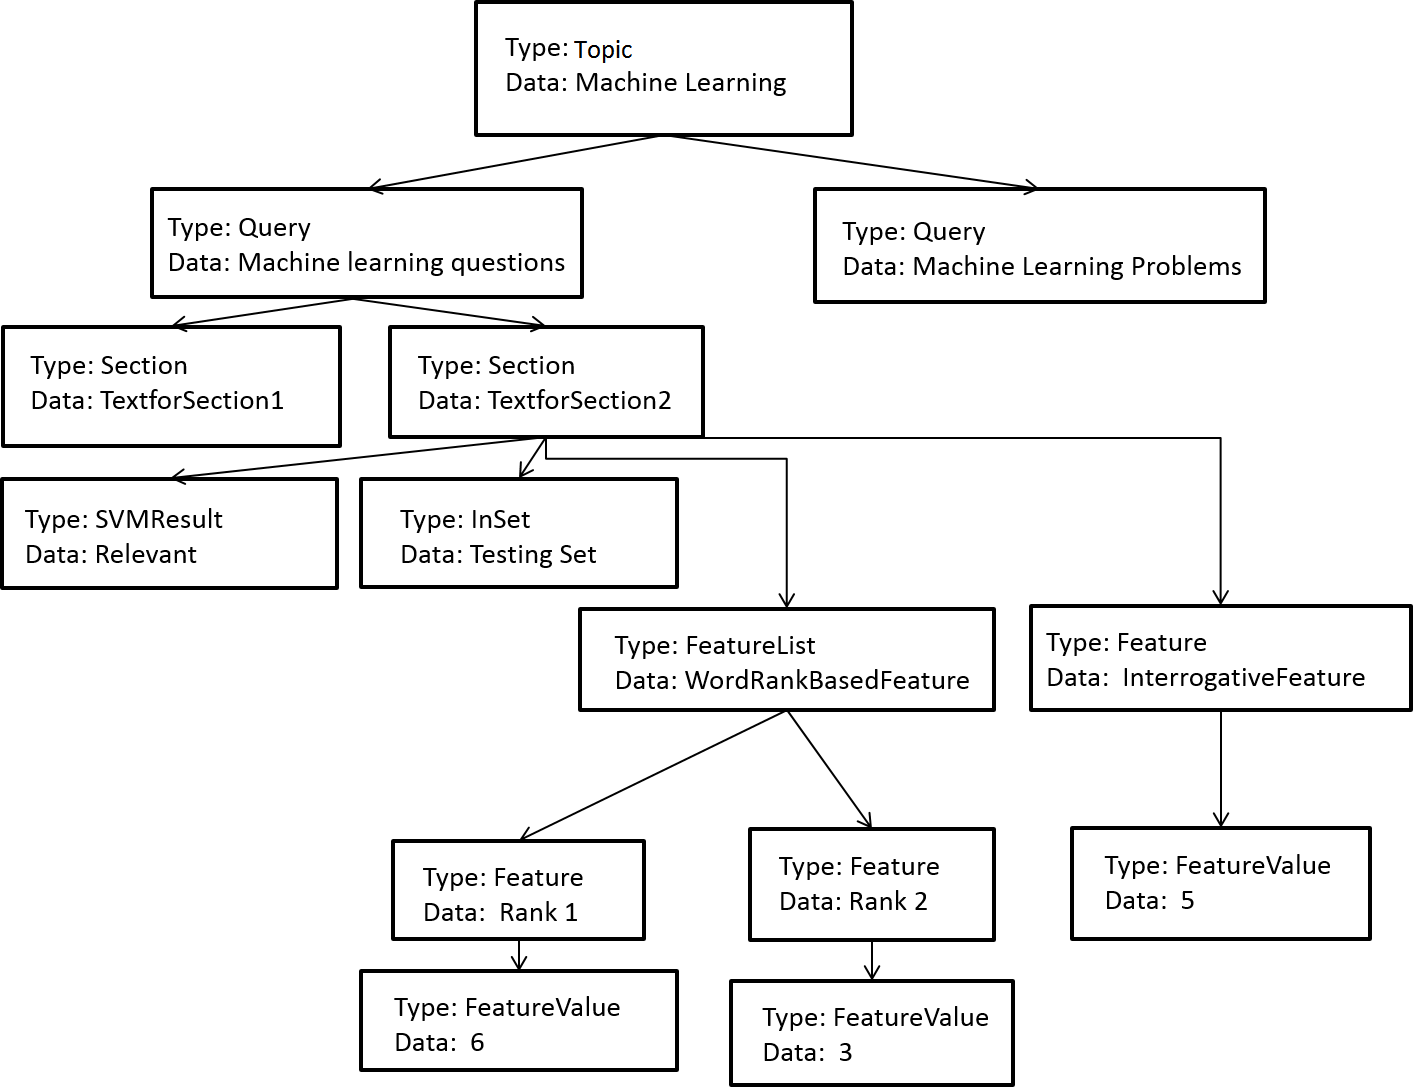 Type: Topic
Data: Machine Learning
Type: Query
Data: Machine learning questions
Type: Query
Data: Machine Learning Problems
Type: Section
Data: TextforSection1
Type: Section
Data: TextforSection2
Type: SVMResult
Data: Relevant
Type: InSet
Data: Testing Set
Type: FeatureList
Data: WordRankBasedFeature
Type: Feature
Data:  InterrogativeFeature
Type: Feature
Data:  Rank 1
Type: Feature
Data: Rank 2
Type: FeatureValue
Data:  5
Type: FeatureValue
Data:  6
Type: FeatureValue
Data:  3